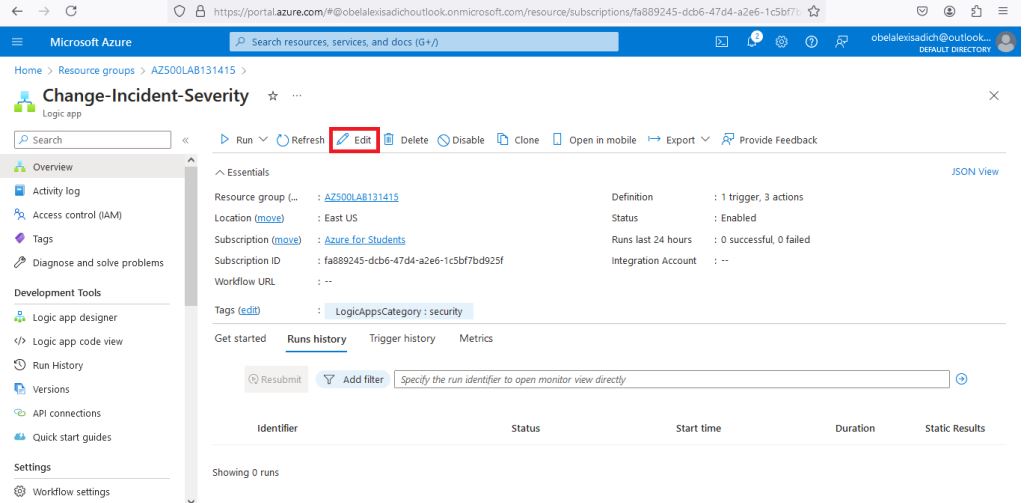 https://portal.azure.com/#@obelalexisadichoutlook.onmicrosoft.com/resource/subscriptions/fa889245-dcb6-47d4-a2e6-1c5bf7b
Microsoft Azure
Search resources, services, and docs (G+/)
2
obelalexisadich@outlook...
DEFAULT DIRECTORY
Home > Resource groups > AZ500LAB131415 >
Change-Incident-Severity
Logic app
Search
Run
Refresh
Edit
Delete
Disable
Clone
Open in mobile
Export
Provide Feedback
Overview
Activity log
Access control (IAM)
Tags
Diagnose and solve problems
Development Tools
Logic app designer
Logic app code view
Run History
Versions
API connections
Quick start guides
Settings
Workflow settings
Essentials
JSON View
Resource group (... : AZ500LAB131415
Location (move) : East US
Subscription (move) : Azure for Students
Subscription ID : fa889245-dcb6-47d4-a2e6-1c5bf7bd925f
Workflow URL : --
Definition : 1 trigger, 3 actions
Status : Enabled
Runs last 24 hours : 0 successful, 0 failed
Integration Account : --
Tags (edit) : LogicAppsCategory : security
Get started
Runs history
Trigger history
Metrics
Resubmit
Add filter
Specify the run identifier to open monitor view directly
Identifier
Status
Start time
Duration
Static Results
Showing 0 runs